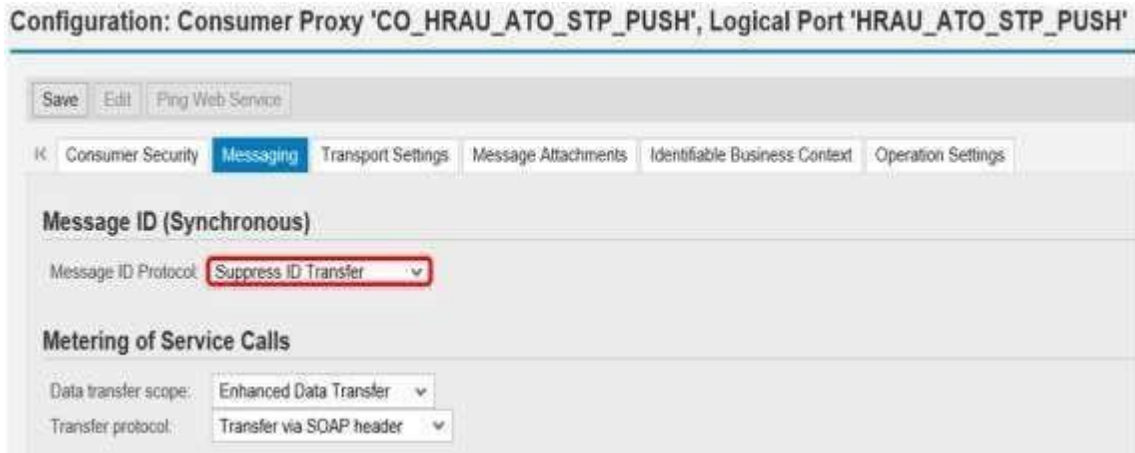 Configuration: Consumer Proxy 'CO_HRAU_ATO_STP_PUSH', Logical Port 'HRAU_ATO_STP_PUSH'
Save Edit Ping Web Service
Consumer Security Messaging Transport Settings Message Attachments Identifiable Business Context Operation Settings
Message ID (Synchronous)
Message ID Protocol: Suppress ID Transfer
Metering of Service Calls
Data transfer scope: Enhanced Data Transfer
Transfer protocol: Transfer via SOAP header